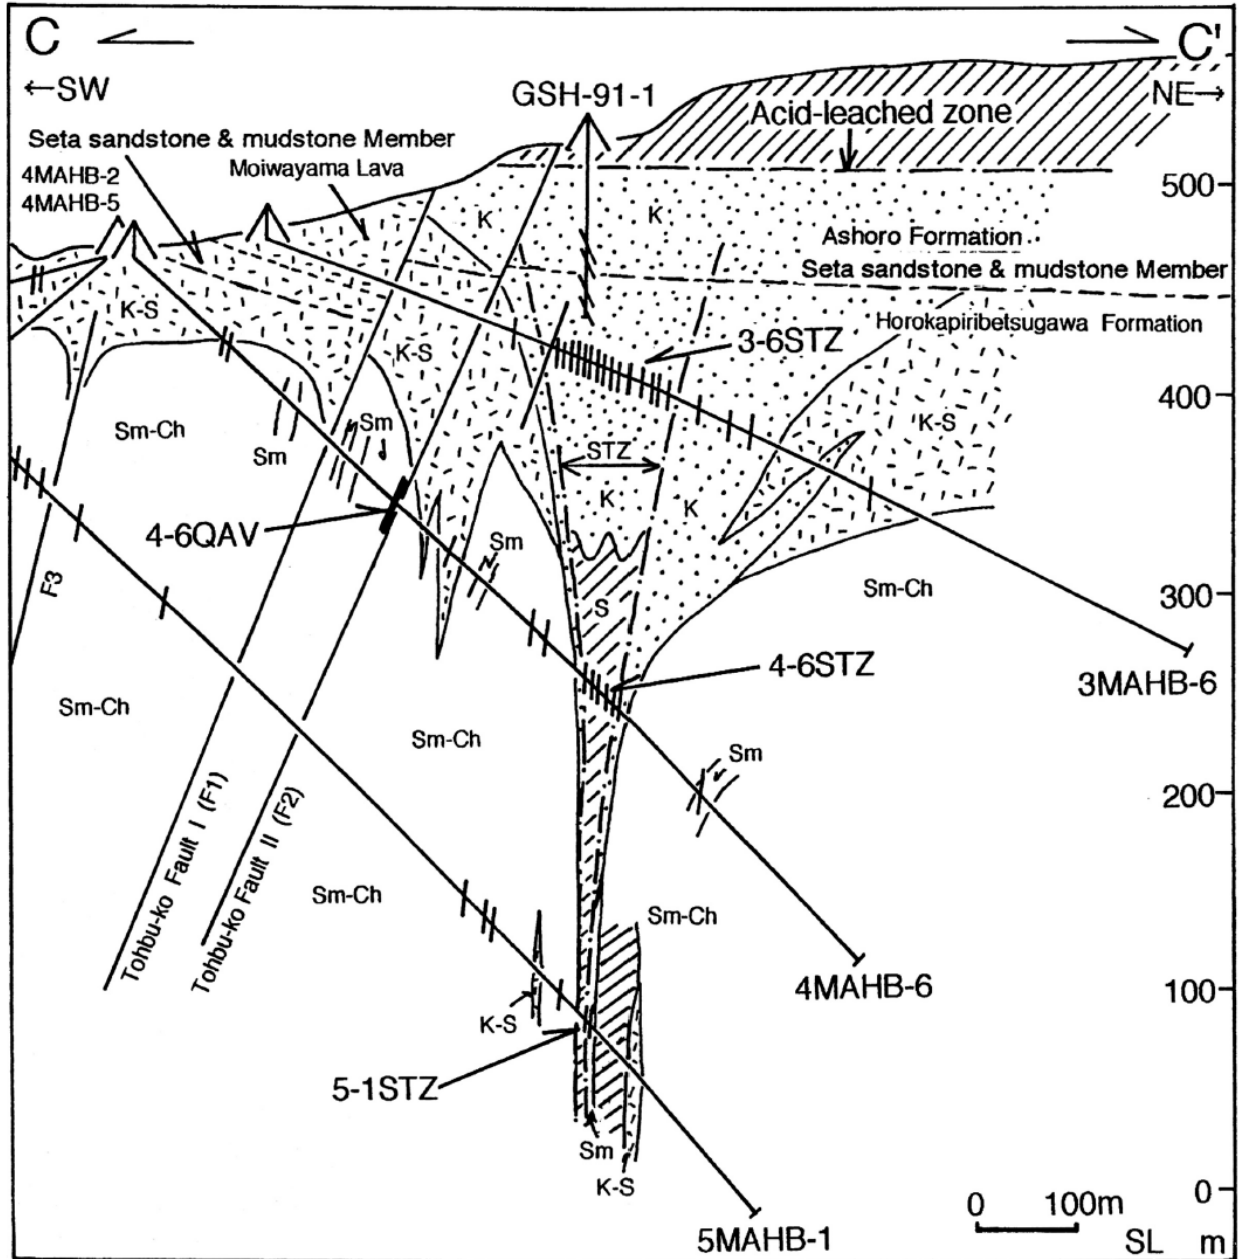 C
C'
←SW
NE→
GSH-91-1
Acid-leached zone
Seta sandstone & mudstone Member
Moiwayama Lava
4MAHB-2
4MAHB-5
500
K
K
Ashoro Formation
Seta sandstone & mudstone Member
K-S
Horokapiribetsugawa Formation
3-6STZ
K-S
400
K-S
Sm-Ch
Sm
Sm
STZ
K
K
4-6QAV
Sm
F3
S
Sm-Ch
300
4-6STZ
3MAHB-6
Sm-Ch
Sm-Ch
Sm
200
Tohbu-ko Fault I (F1)
Tohbu-ko Fault II (F2)
Sm-Ch
Sm-Ch
4MAHB-6
100
K-S
5-1STZ
Sm
K-S
0
0 100m
SL m
5MAHB-1